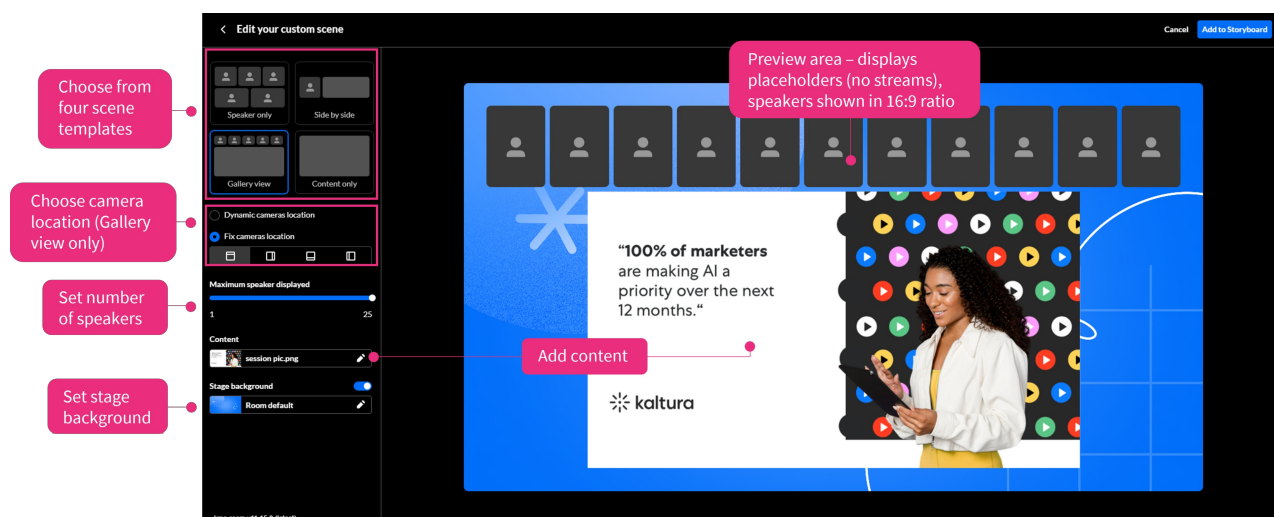 Edit your custom scene
Cancel
Add to Storyboard
Choose from
four scene
templates
Speaker only
Side by side
Gallery view
Content only
Preview area – displays
placeholders (no streams),
speakers shown in 16:9 ratio
Choose camera
location (Gallery
view only)
Dynamic cameras location
Fix cameras location
Set number
of speakers
Maximum speaker displayed
1
25
“100% of marketers
are making AI a
priority over the next
12 months.“
Content
session pic.png
Add content
Set stage
background
Stage background
Room default
kaltura